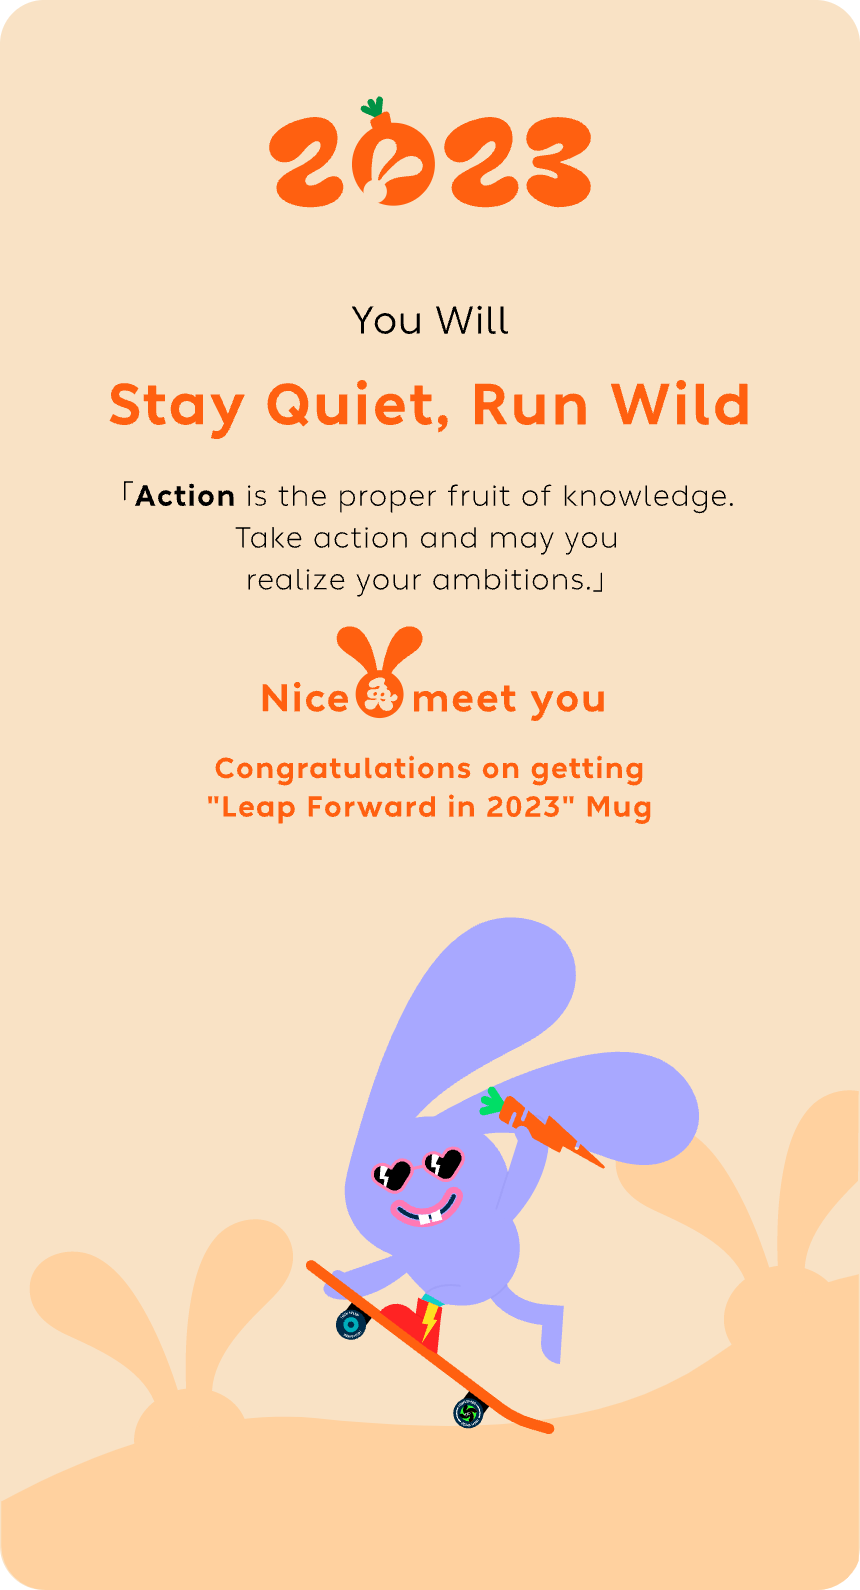 2023
You Will
Stay Quiet, Run Wild
「Action is the proper fruit of knowledge.
Take action and may you
realize your ambitions.」
Nice meet you
Congratulations on getting
"Leap Forward in 2023" Mug